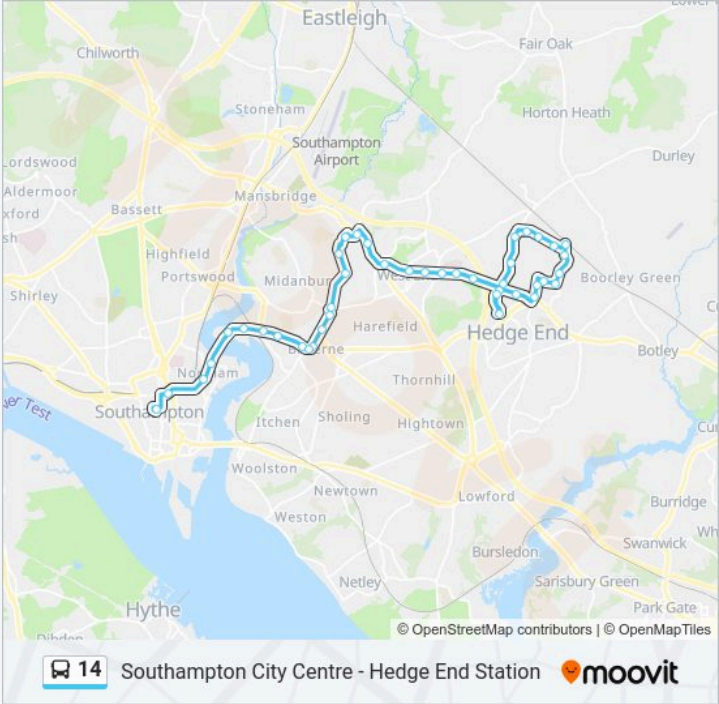 Eastleigh
Chilworth
Fair Oak
Stoneham
Horton Heath
Southampton
Airport
Lordswood
Durley
Aldermoor
Mansbridge
Bassett
Highfield
Portswood
Midanbur
Boorley Green
Shirley
Harefield
Hedge End
Botley
Thornhill
Southampton
Itchen
Sholing
Hightown
Woolston
Newtown
Lowford
Weston
Burridge
Swanwick
Bursledon
Netley
Sarisbury Green
Hythe
Park Gate
© OpenStreetMap contributors | © OpenMapTiles
14 Southampton City Centre - Hedge End Station
moovit